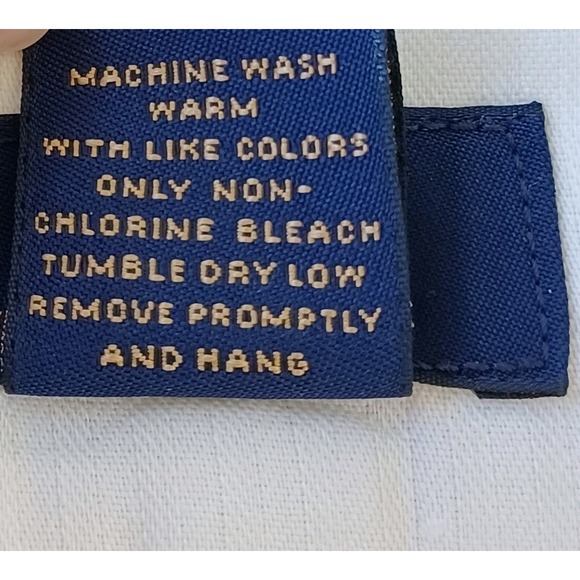 MACHINE WASH
WARM
WITH LIKE COLORS
ONLY NON-
CHLORINE BLEACH
TUMBLE DRY LOW
REMOVE PROMPTLY
AND HANG